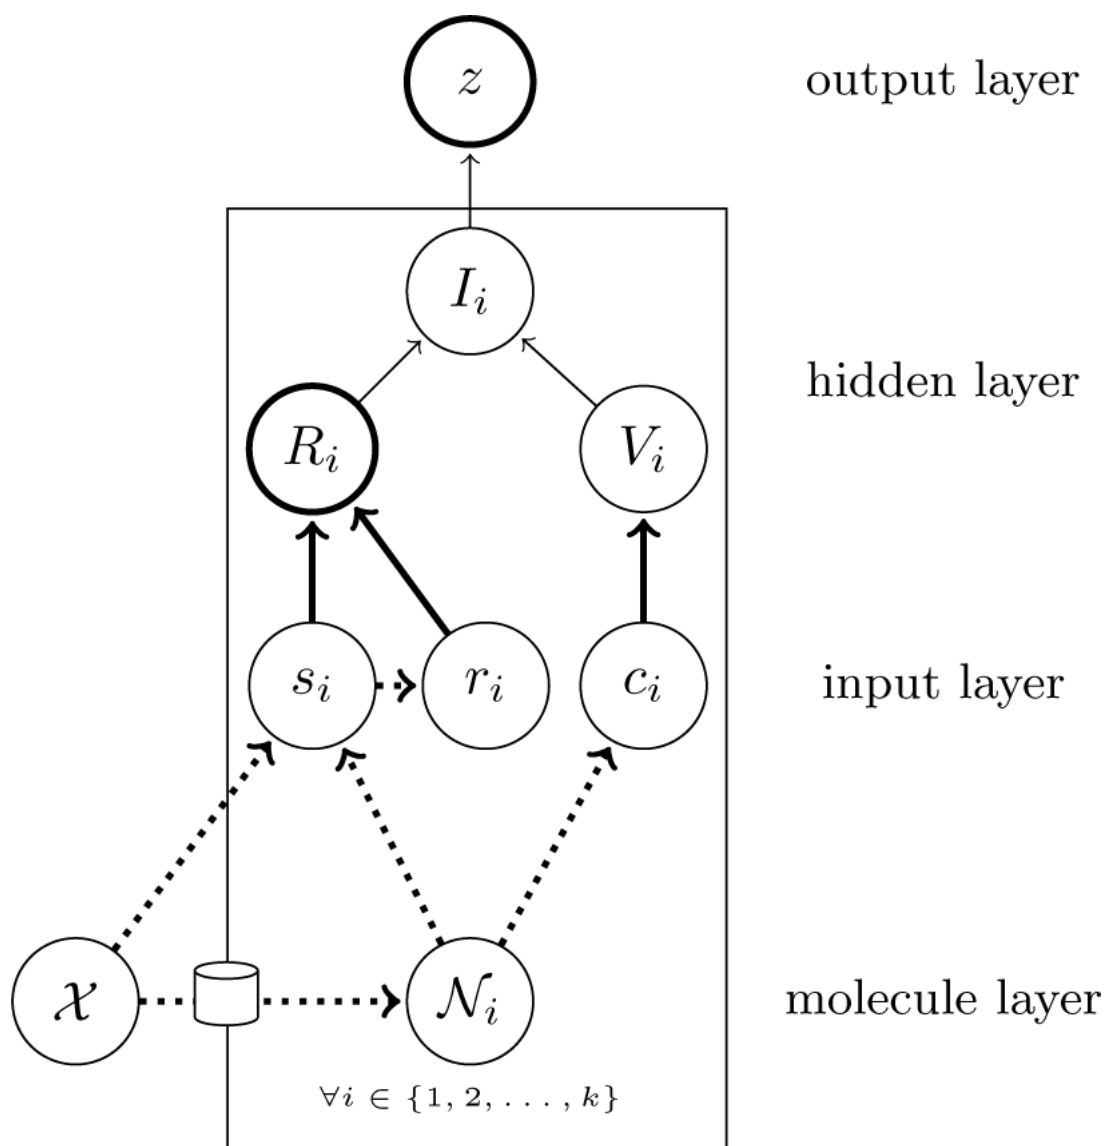 z output layer
I_i
hidden layer
R_i V_i
s_i r_i c_i input layer
𝒳 𝒩_i molecule layer
∀i ∈ {1, 2, . . . , k}